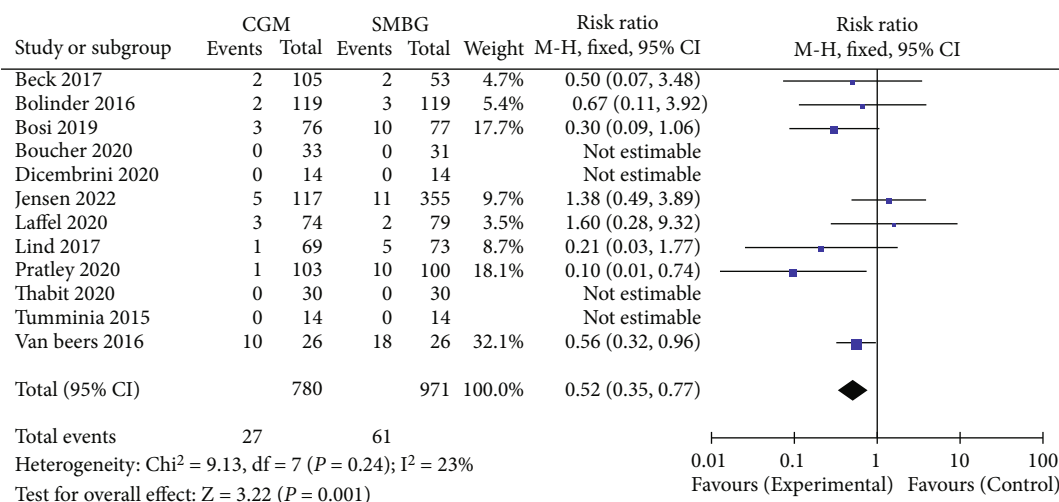 CGM SMBG Risk ratio Risk ratio
Study or subgroup Events Total Events Total Weight M-H, fixed, 95% CI M-H, fixed, 95% CI
Beck 2017 2 105 2 53 4.7% 0.50 (0.07, 3.48)
Bolinder 2016 2 119 3 119 5.4% 0.67 (0.11, 3.92)
Bosi 2019 3 76 10 77 17.7% 0.30 (0.09, 1.06)
Boucher 2020 0 33 0 31 Not estimable
Dicembrini 2020 0 14 0 14 Not estimable
Jensen 2022 5 117 11 355 9.7% 1.38 (0.49, 3.89)
Laffel 2020 3 74 2 79 3.5% 1.60 (0.28, 9.32)
Lind 2017 1 69 5 73 8.7% 0.21 (0.03, 1.77)
Pratley 2020 1 103 10 100 18.1% 0.10 (0.01, 0.74)
Thabit 2020 0 30 0 30 Not estimable
Tumminia 2015 0 14 0 14 Not estimable
Van beers 2016 10 26 18 26 32.1% 0.56 (0.32, 0.96)
Total (95% CI) 780 971 100.0% 0.52 (0.35, 0.77)
Total events 27 61
Heterogeneity: Chi² = 9.13, df = 7 (P = 0.24); I² = 23%
Test for overall effect: Z = 3.22 (P = 0.001)
0.01 0.1 1 10 100
Favours (Experimental) Favours (Control)